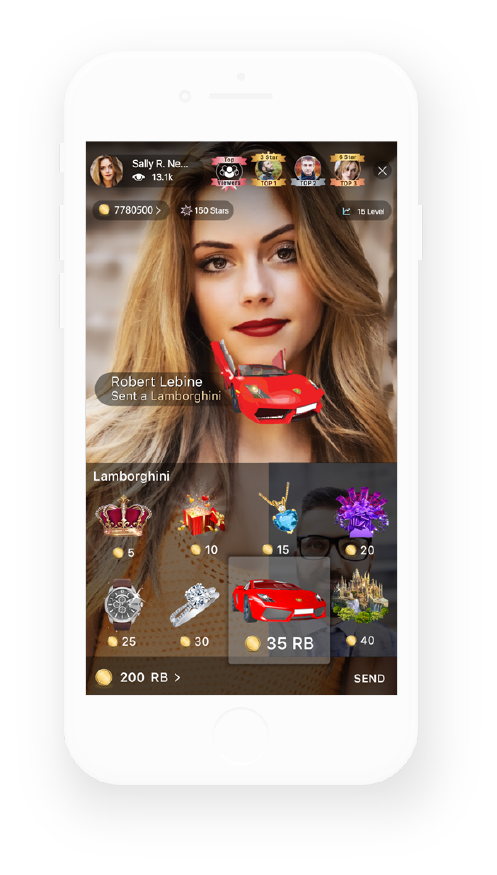 Sally R. Ne...
13.1k
Top
Viewers
3 Star
TOP 1
TOP 2
6 Star
TOP 3
7780500 >
150 Stars
15 Level
Robert Lebine
Sent a Lamborghini
Lamborghini
5
10
15
20
25
30
35 RB
40
200 RB >
SEND